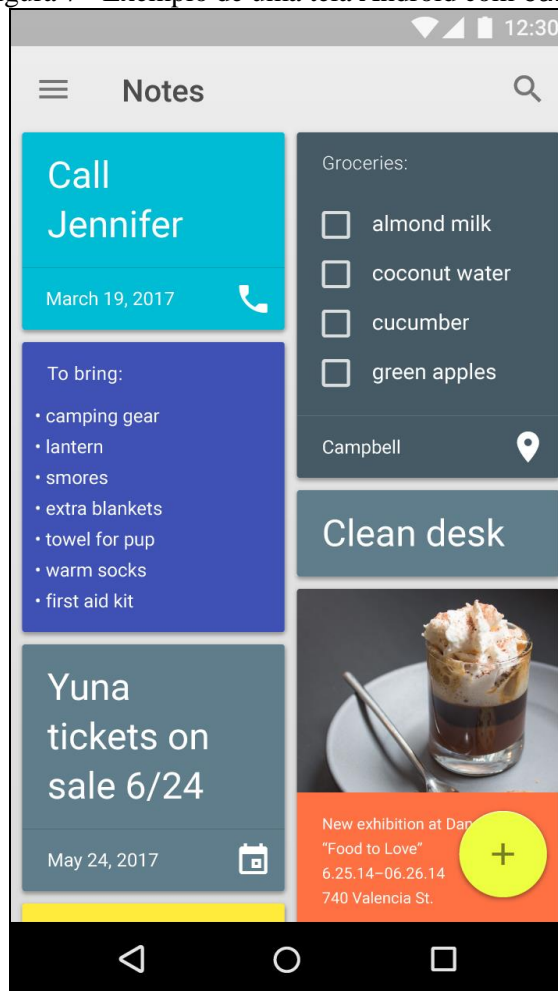 Exemplo de uma tela Android com
12:30
Notes
Call
Jennifer
March 19, 2017
To bring:
• camping gear
• lantern
• smores
• extra blankets
• towel for pup
• warm socks
• first aid kit
Yuna
tickets on
sale 6/24
May 24, 2017
Groceries:
almond milk
coconut water
cucumber
green apples
Campbell
Clean desk
New exhibition at
"Food to Love"
6.25.14–06.26.14
740 Valencia St.
+